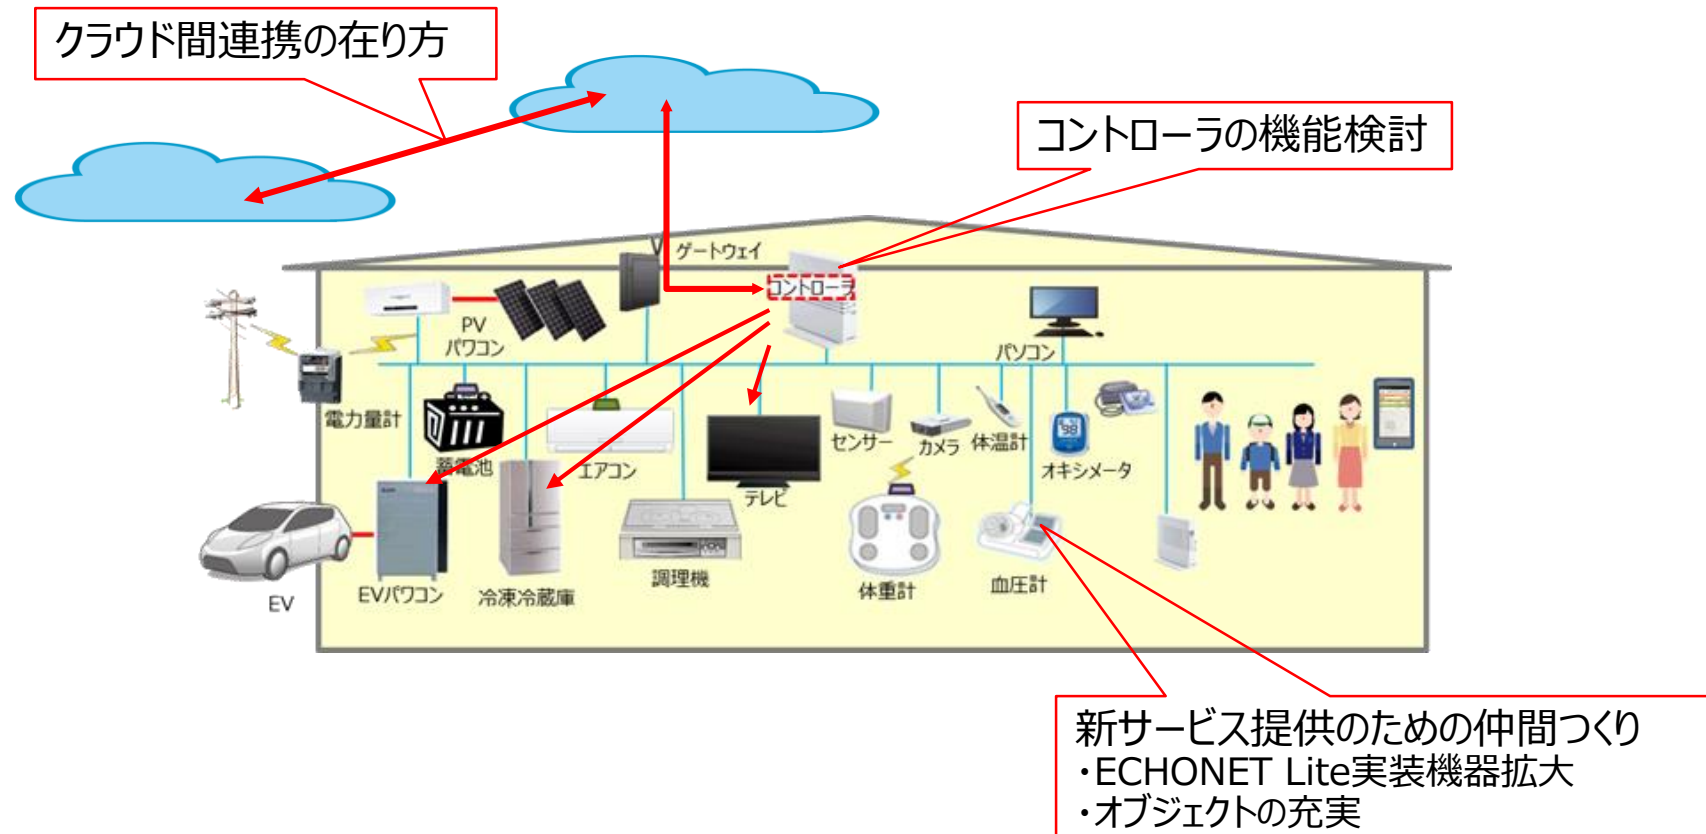 クラウド間連携の在り方
コントローラの機能検討
ゲートウェイ
コントローラ
PV
パワコン
パソコン
電力量計
蓄電池
エアコン
テレビ
センサー
カメラ
体温計
オキシメータ
EV
EVパワコン
冷凍冷蔵庫
調理機
体重計
血圧計
新サービス提供のための仲間つくり
・ECHONET Lite実装機器拡大
・オブジェクトの充実